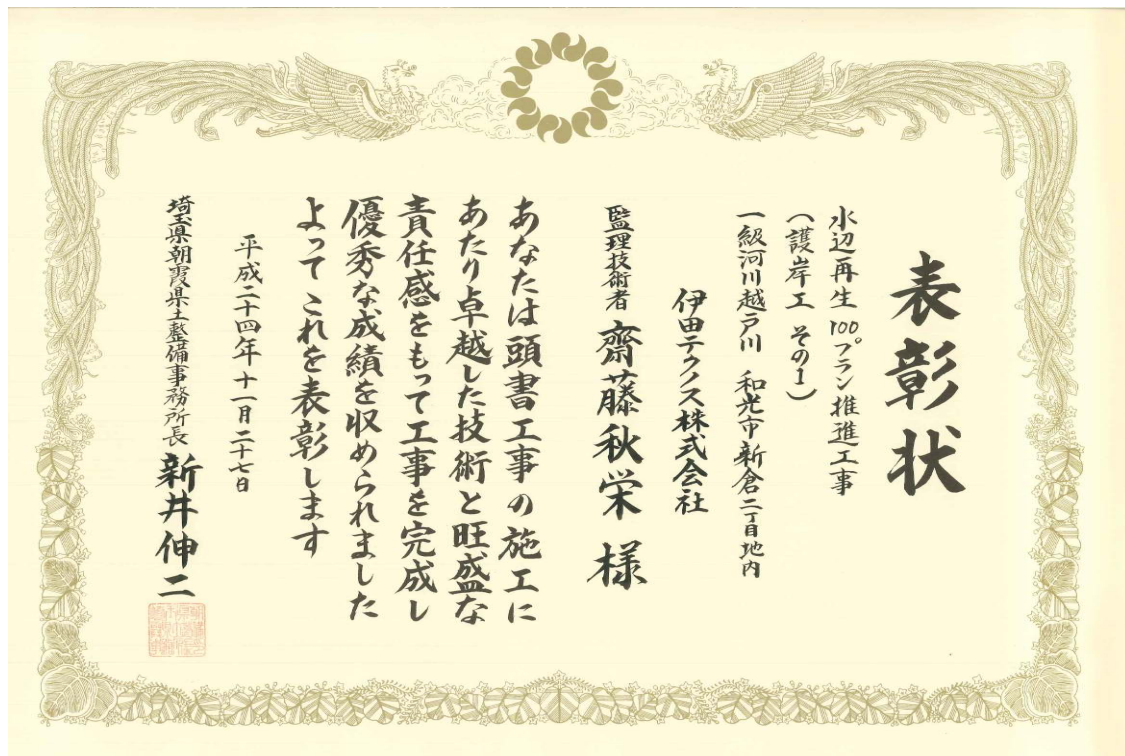 表彰状
水辺再生100プラン推進工事
（護岸工 その1）
一級河川越戸川 和光市新倉二丁目地内
伊田テクノス株式会社
監理技術者 齋藤秋栄 様
あなたは頭書工事の施工に
あたり卓越した技術と旺盛な
責任感をもって工事を完成し
優秀な成績を収められました
よって これを表彰します
平成二十四年十一月二十七日
埼玉県朝霞県土整備事務所長 新井伸二